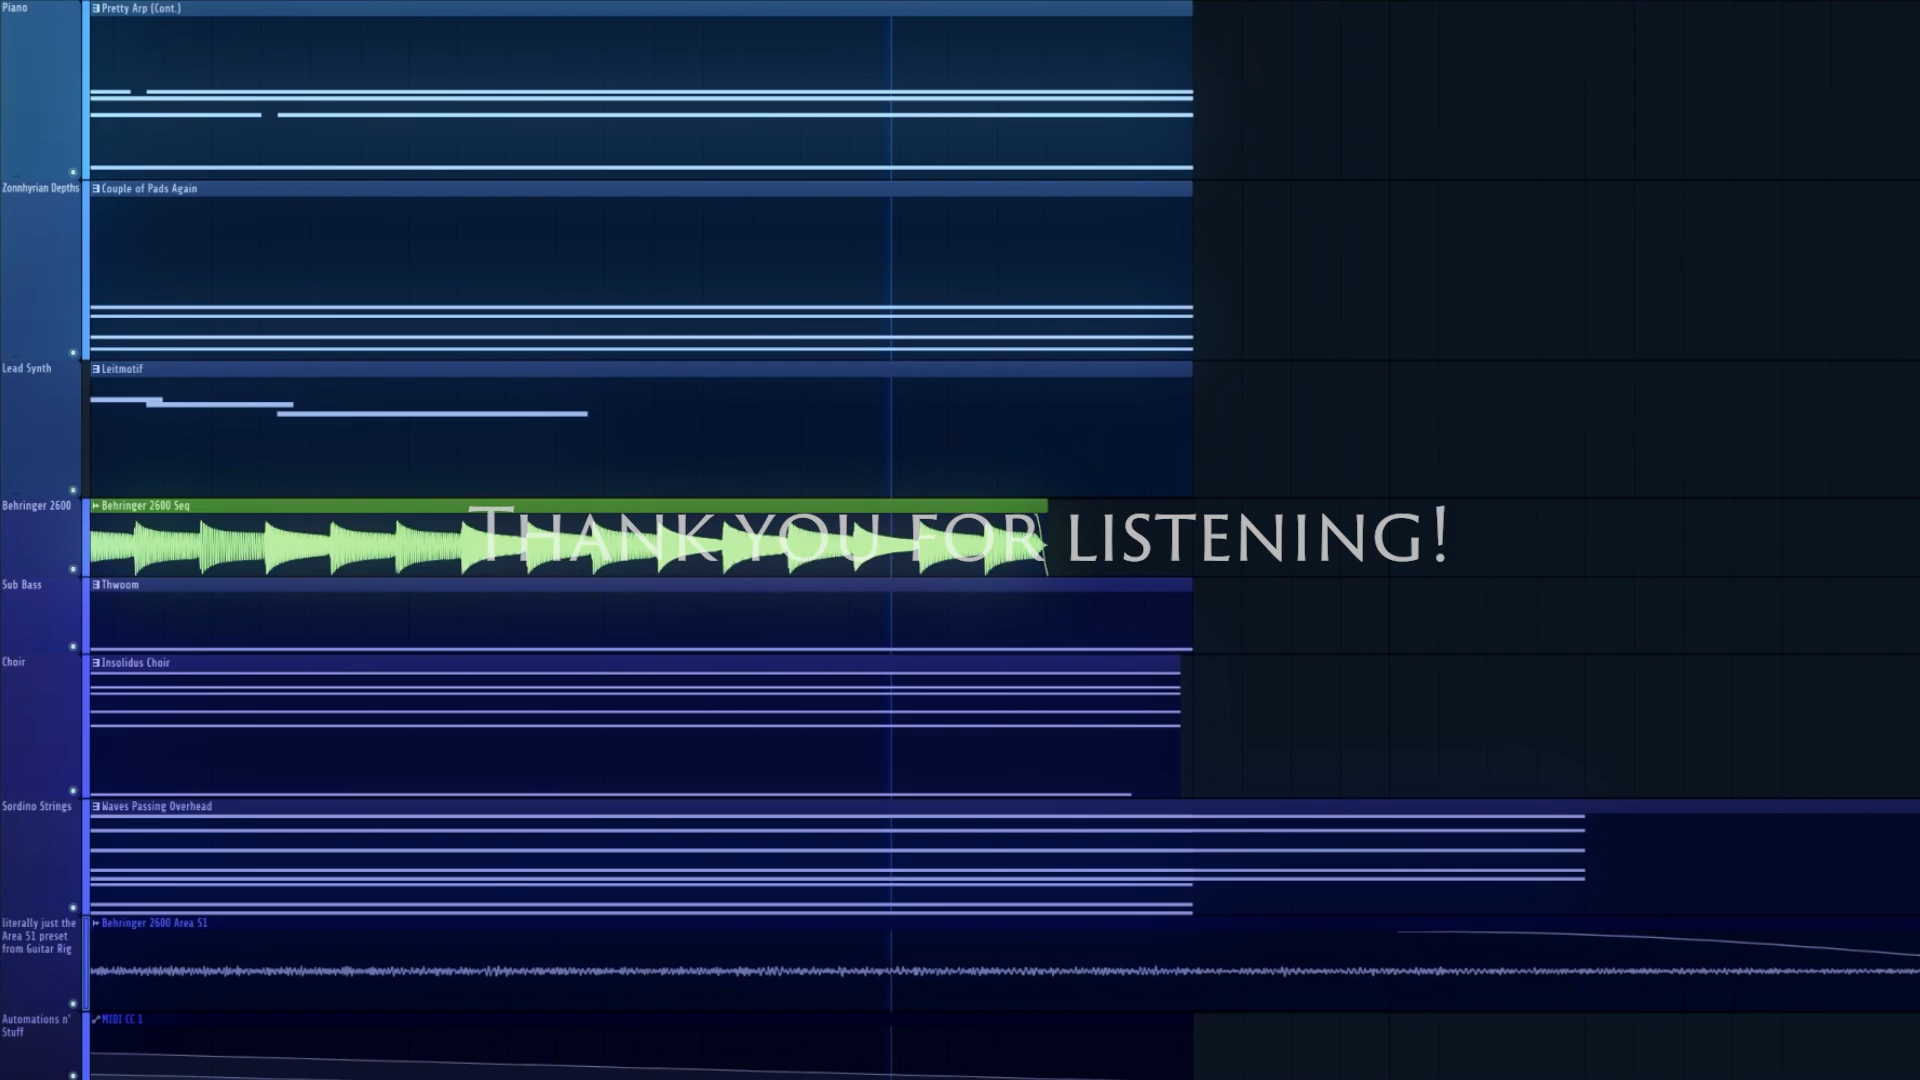 Piano
Pretty Arp (Cont.)
Zonnhyrian Depths
Couple of Pads Again
Lead Synth
Leitmotif
Behringer 2600
Behringer 2600 Seq
THANK YOU FOR LISTENING!
Sub Bass
Thwoom
Choir
Insolidus Choir
Sordino Strings
Waves Passing Overhead
literally just the
Area 51 preset
from Guitar Rig
Behringer 2600 Area 51
Automations n'
Stuff
MIDI CC 1